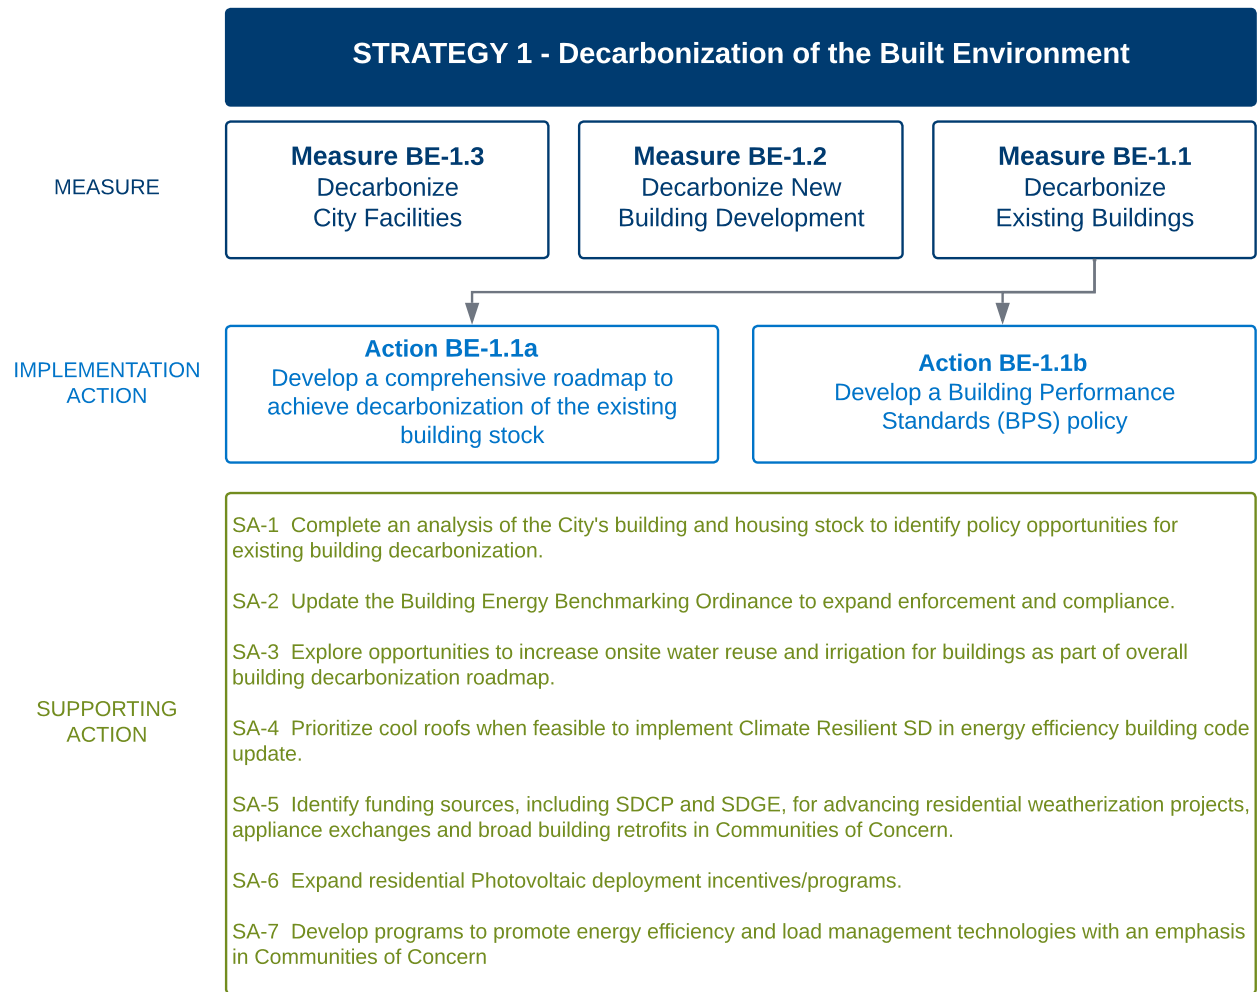 STRATEGY 1 - Decarbonization of the Built Environment
MEASURE
Measure BE-1.3
Decarbonize
City Facilities
Measure BE-1.2
Decarbonize New
Building Development
Measure BE-1.1
Decarbonize
Existing Buildings
IMPLEMENTATION
ACTION
Action BE-1.1a
Develop a comprehensive roadmap to
achieve decarbonization of the existing
building stock
Action BE-1.1b
Develop a Building Performance
Standards (BPS) policy
SUPPORTING
ACTION
SA-1  Complete an analysis of the City's building and housing stock to identify policy opportunities for
existing building decarbonization.
SA-2  Update the Building Energy Benchmarking Ordinance to expand enforcement and compliance.
SA-3  Explore opportunities to increase onsite water reuse and irrigation for buildings as part of overall
building decarbonization roadmap.
SA-4  Prioritize cool roofs when feasible to implement Climate Resilient SD in energy efficiency building code
update.
SA-5  Identify funding sources, including SDCP and SDGE, for advancing residential weatherization projects,
appliance exchanges and broad building retrofits in Communities of Concern.
SA-6  Expand residential Photovoltaic deployment incentives/programs.
SA-7  Develop programs to promote energy efficiency and load management technologies with an emphasis
in Communities of Concern